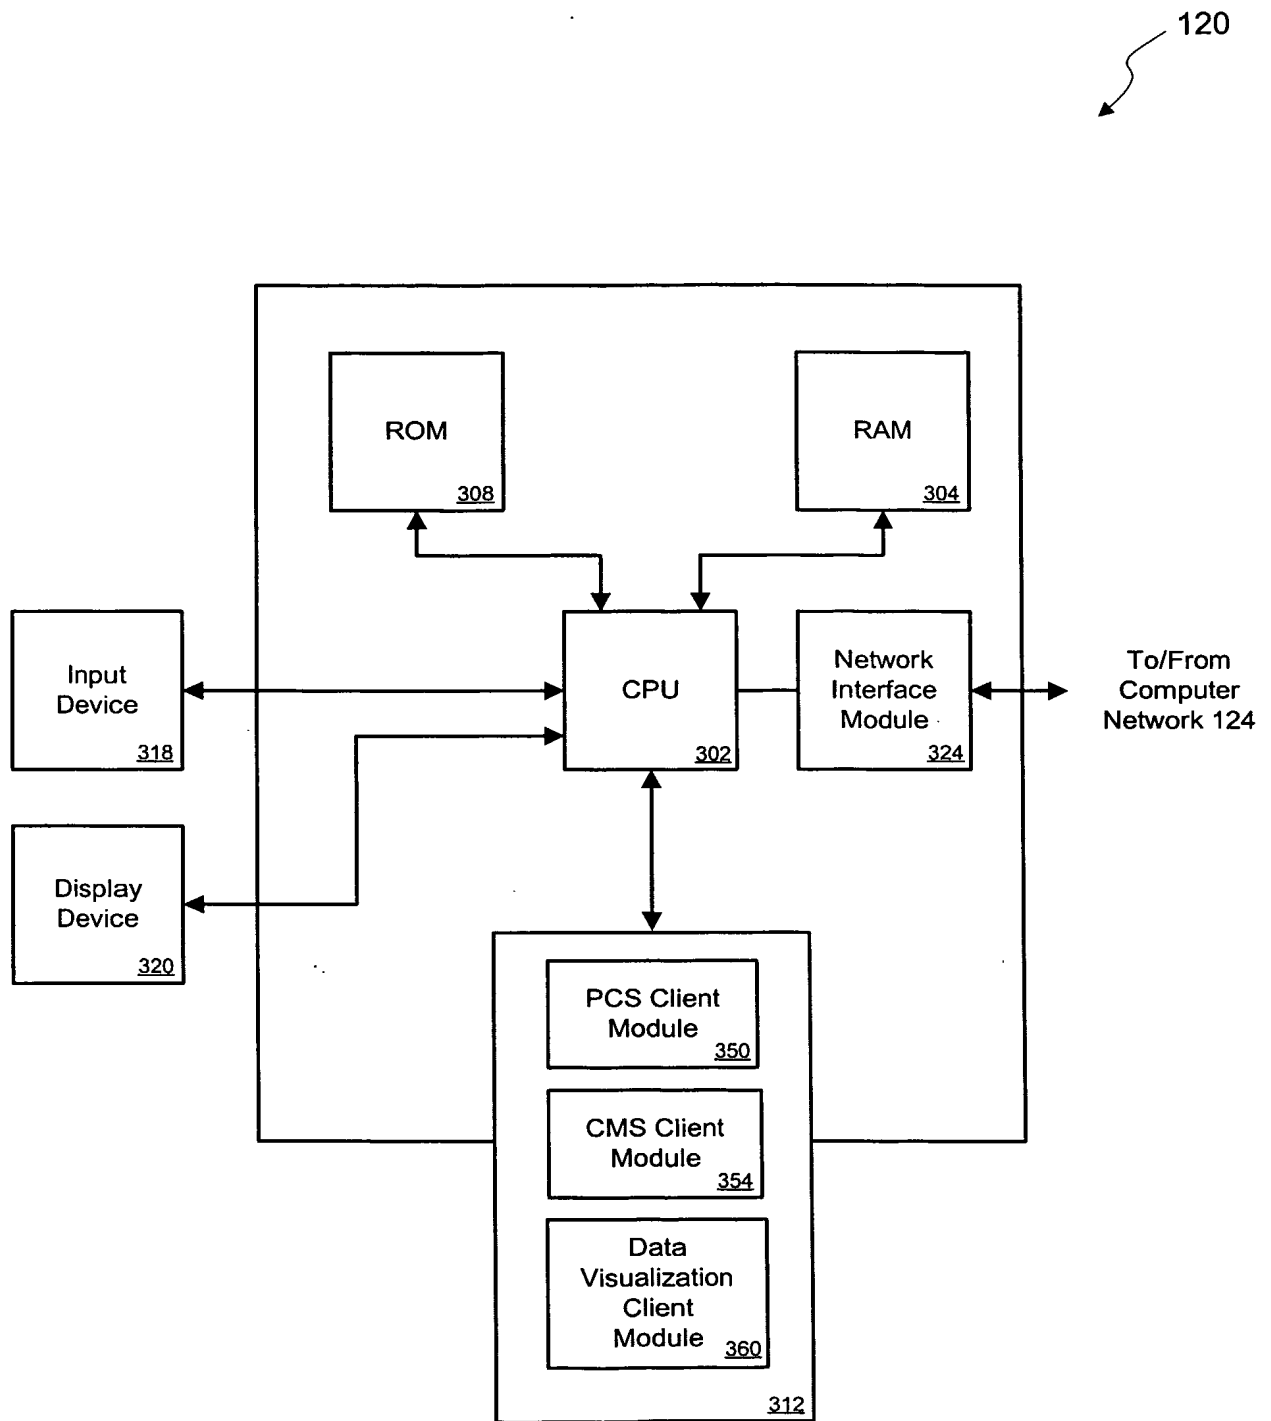 120
ROM
308
RAM
304
Input
Device
318
CPU
302
Network
Interface
Module
324
To/From
Computer
Network 124
Display
Device
320
PCS Client
Module
350
CMS Client
Module
354
Data
Visualization
Client
Module
360
312